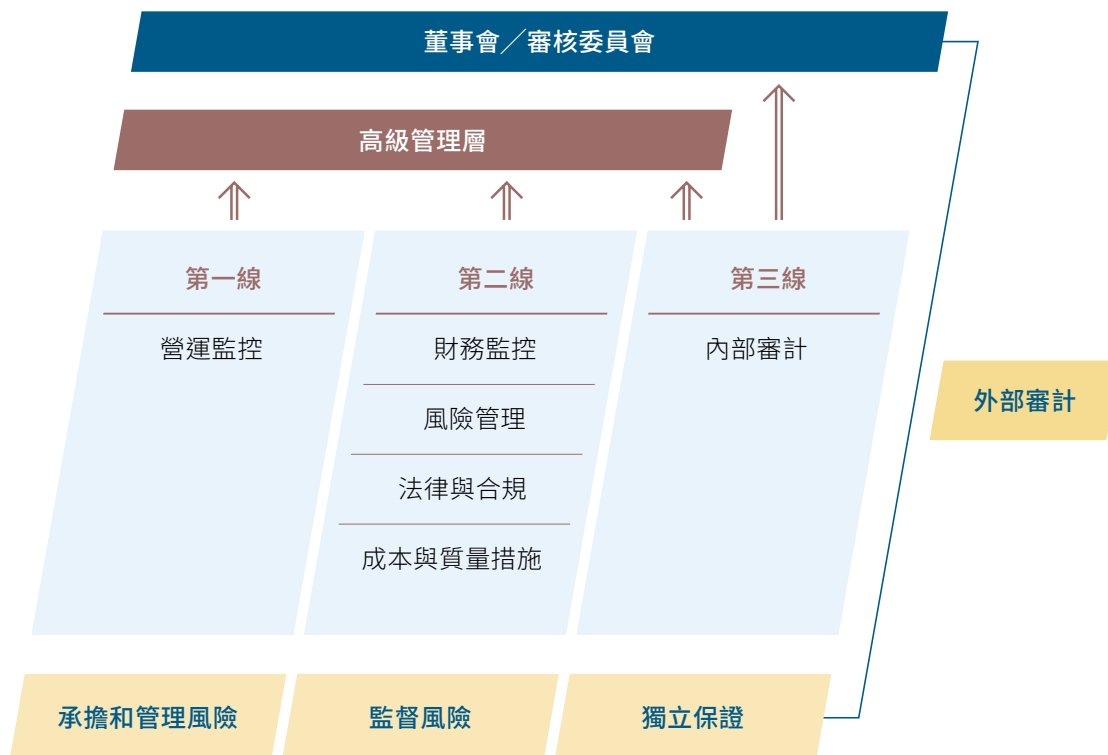 董事會╱審核委員會
高級管理層
第一線
營運監控
第二線
財務監控
風險管理
法律與合規
成本與質量措施
第三線
內部審計
外部審計
承擔和管理風險
監督風險
獨立保證